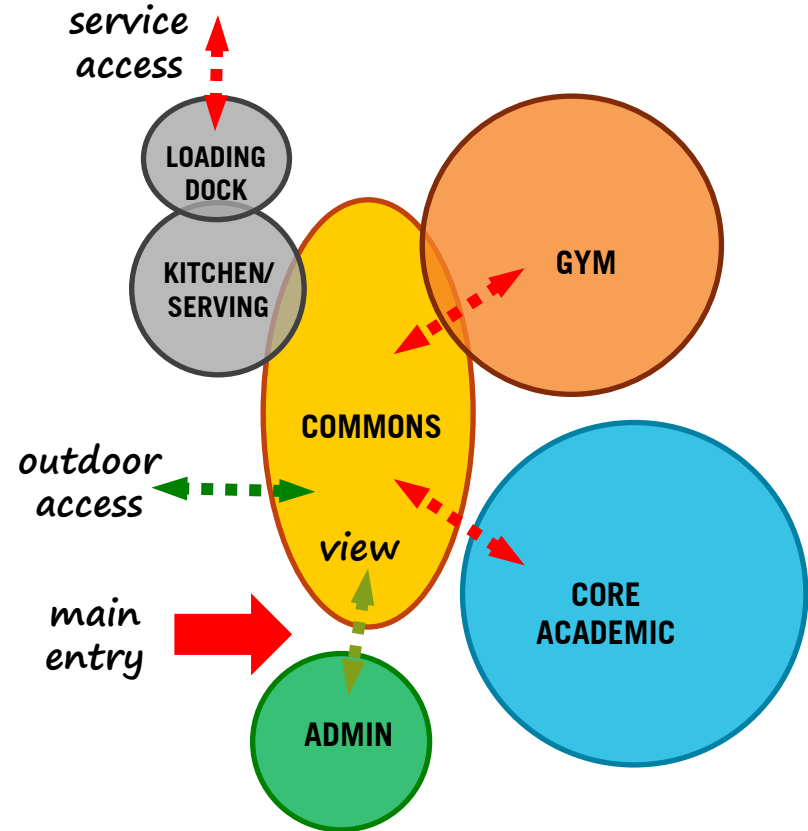 service
access
LOADING
DOCK
KITCHEN/
SERVING
GYM
COMMONS
outdoor
access
view
main
entry
CORE
ACADEMIC
ADMIN